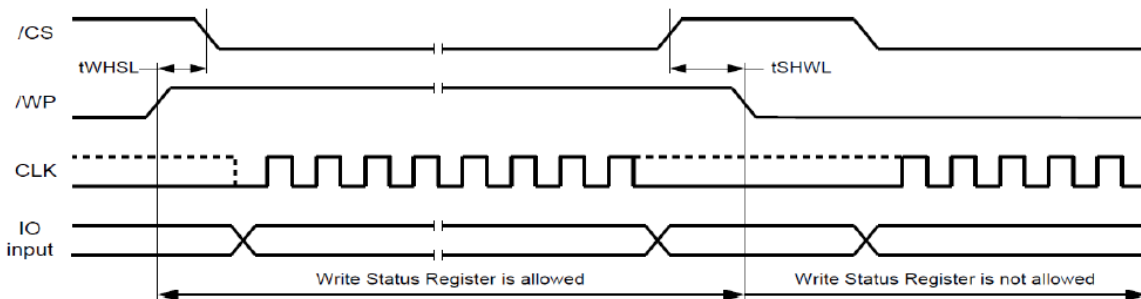 /CS
tWHSL
tSHWL
/WP
CLK
IO
input
Write Status Register is allowed
Write Status Register is not allowed